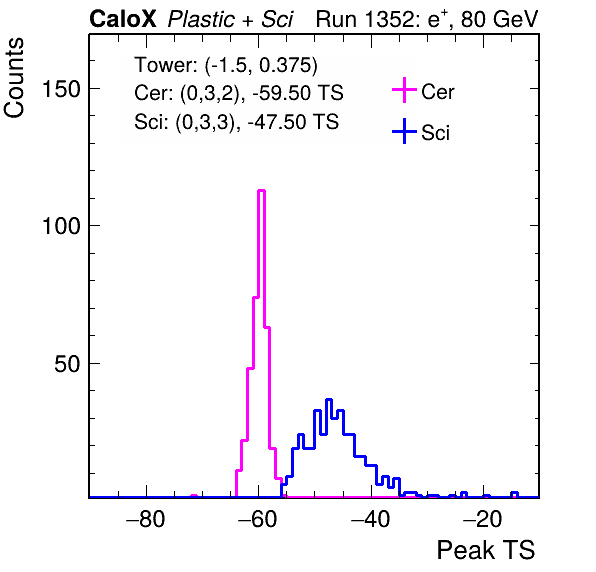 CaloX Plastic + Sci Run 1352: e+, 80 GeV
Counts
Tower: (-1.5, 0.375)
Cer: (0,3,2), -59.50 TS
Sci: (0,3,3), -47.50 TS
Cer
Sci
150
100
50
−80 −60 −40 −20
Peak TS